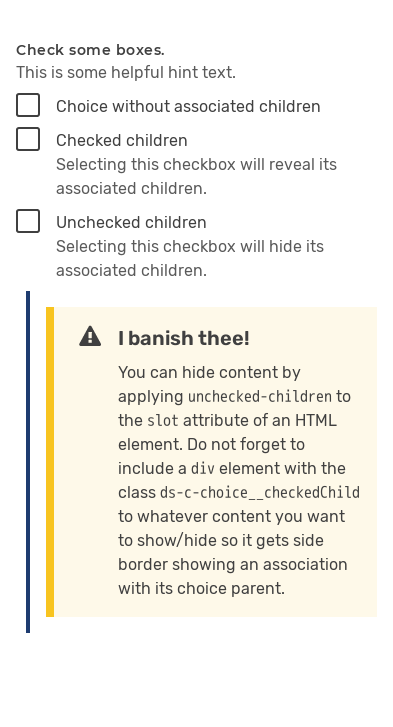 Check some boxes.
This is some helpful hint text.
Choice without associated children
Checked children
Selecting this checkbox will reveal its
associated children.
Unchecked children
Selecting this checkbox will hide its
associated children.
I banish thee!
You can hide content by
applying unchecked-children to
the slot attribute of an HTML
element. Do not forget to
include a div element with the
class ds-c-choice__checkedChild
to whatever content you want
to show/hide so it gets side
border showing an association
with its choice parent.